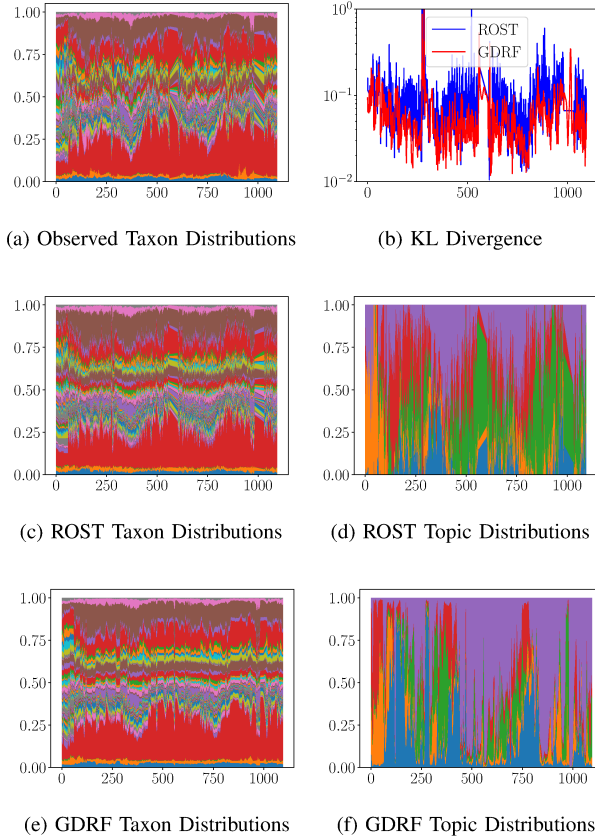 1.00
0.75
0.50
0.25
0.00
0 250 500 750 1000
(a) Observed Taxon Distributions
10⁰
10⁻¹
10⁻²
ROST
GDRF
0 500 1000
(b) KL Divergence
1.00
0.75
0.50
0.25
0.00
0 250 500 750 1000
(c) ROST Taxon Distributions
1.00
0.75
0.50
0.25
0.00
0 250 500 750 1000
(d) ROST Topic Distributions
1.00
0.75
0.50
0.25
0.00
0 250 500 750 1000
(e) GDRF Taxon Distributions
1.00
0.75
0.50
0.25
0.00
0 250 500 750 1000
(f) GDRF Topic Distributions